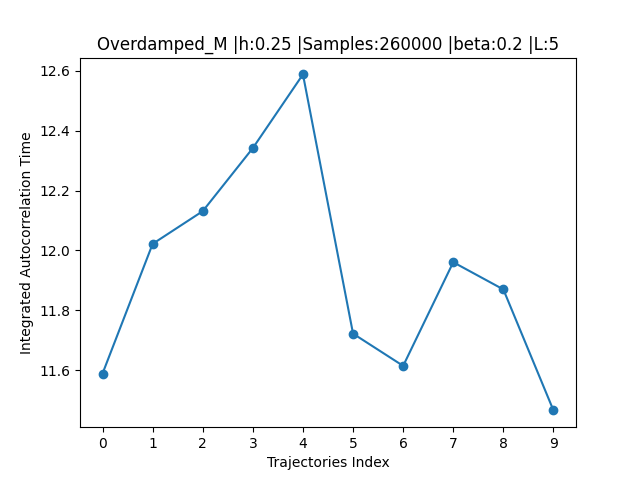 Overdamped_M |h:0.25 |Samples:260000 |beta:0.2 |L:5
Integrated Autocorrelation Time
12.6
12.4
12.2
12.0
11.8
11.6
0 1 2 3 4 5 6 7 8 9
Trajectories Index